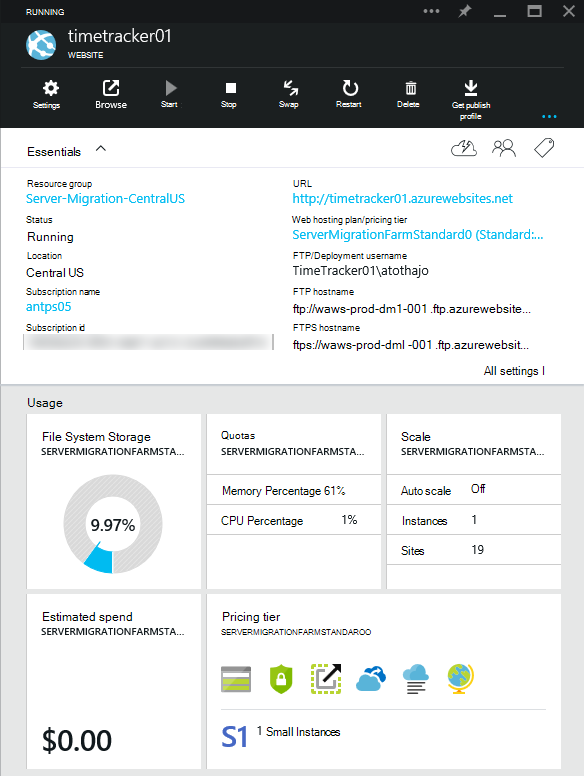 RUNNING
timetracker01
WEBSITE
Settings
Browse
Start
Stop
Swap
Restart
Delete
Get publish
profile
Essentials
Resource group
Server-Migration-CentralUS
Status
Running
Location
Central US
Subscription name
antps05
Subscription id
URL
http://timetracker01.azurewebsites.net
Web hosting plan/pricing tier
ServerMigrationFarmStandard0 (Standard:...
FTP/Deployment username
TimeTracker01\atothajo
FTP hostname
ftp://waws-prod-dm1-001 .ftp.azurewebsite...
FTPS hostname
ftps://waws-prod-dml -001 .ftp.azurewebsit...
All settings I
Usage
File System Storage
SERVERMIGRATIONFARMSTA...
9.97%
Quotas
SERVERMIGRATIONFARMSTA...
Memory Percentage 61%
CPU Percentage 1%
Scale
SERVERMIGRATIONFARMSTA...
Auto scale Off
Instances 1
Sites 19
Estimated spend
SERVERMIGRATIONFARMSTA...
$0.00
Pricing tier
SERVERMIGRATIONFARMSTANDAROO
S1 1 Small Instances